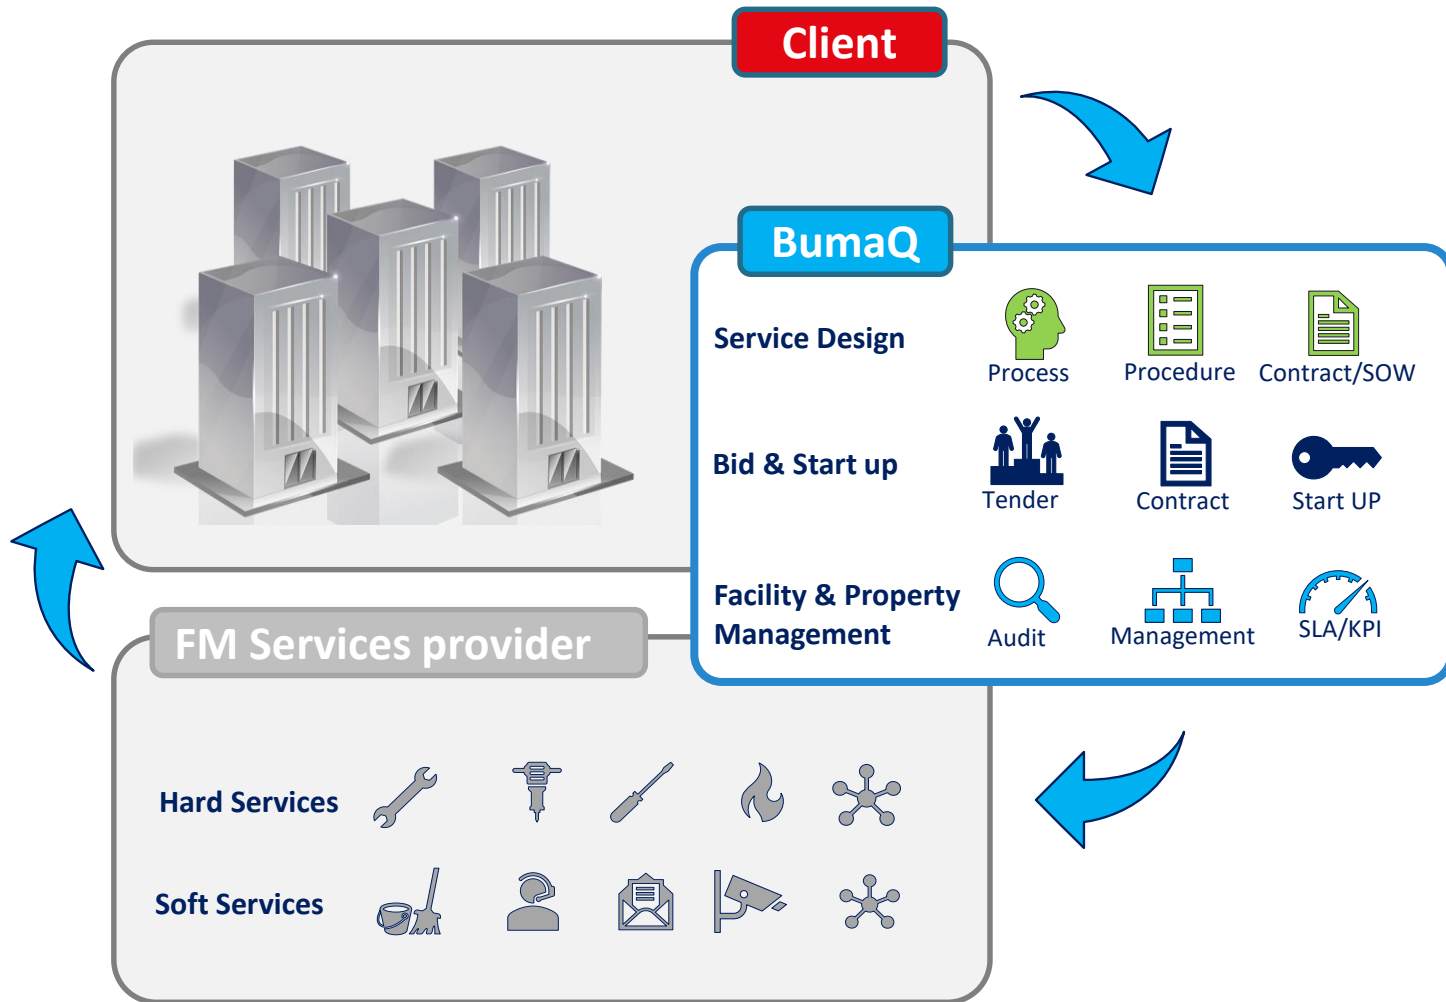 Client
BumaQ
Service Design
Process
Procedure
Contract/SOW
Bid & Start up
Tender
Contract
Start UP
Facility & Property
Management
Audit
Management
SLA/KPI
FM Services provider
Hard Services
Soft Services